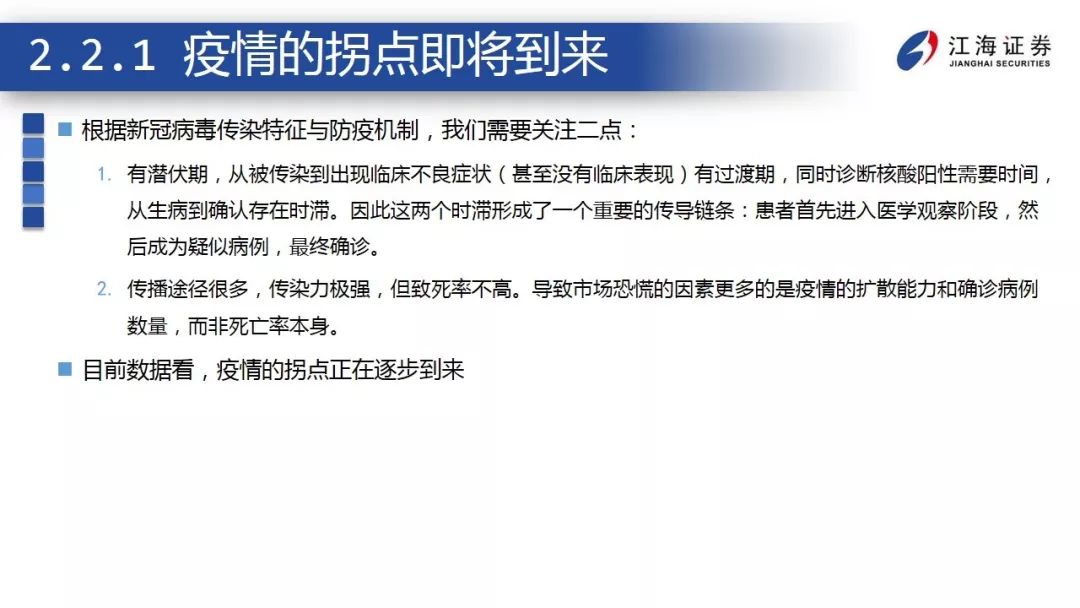 2.2.1 疫情的拐点即将到来
江海证券
JIANGHAI SECURITIES
根据新冠病毒传染特征与防疫机制，我们需要关注二点：
1. 有潜伏期，从被传染到出现临床不良症状（甚至没有临床表现）有过渡期，同时诊断核酸阳性需要时间，
从生病到确认存在时滞。因此这两个时滞形成了一个重要的传导链条：患者首先进入医学观察阶段，然
后成为疑似病例，最终确诊。
2. 传播途径很多，传染力极强，但致死率不高。导致市场恐慌的因素更多的是疫情的扩散能力和确诊病例
数量，而非死亡率本身。
目前数据看，疫情的拐点正在逐步到来